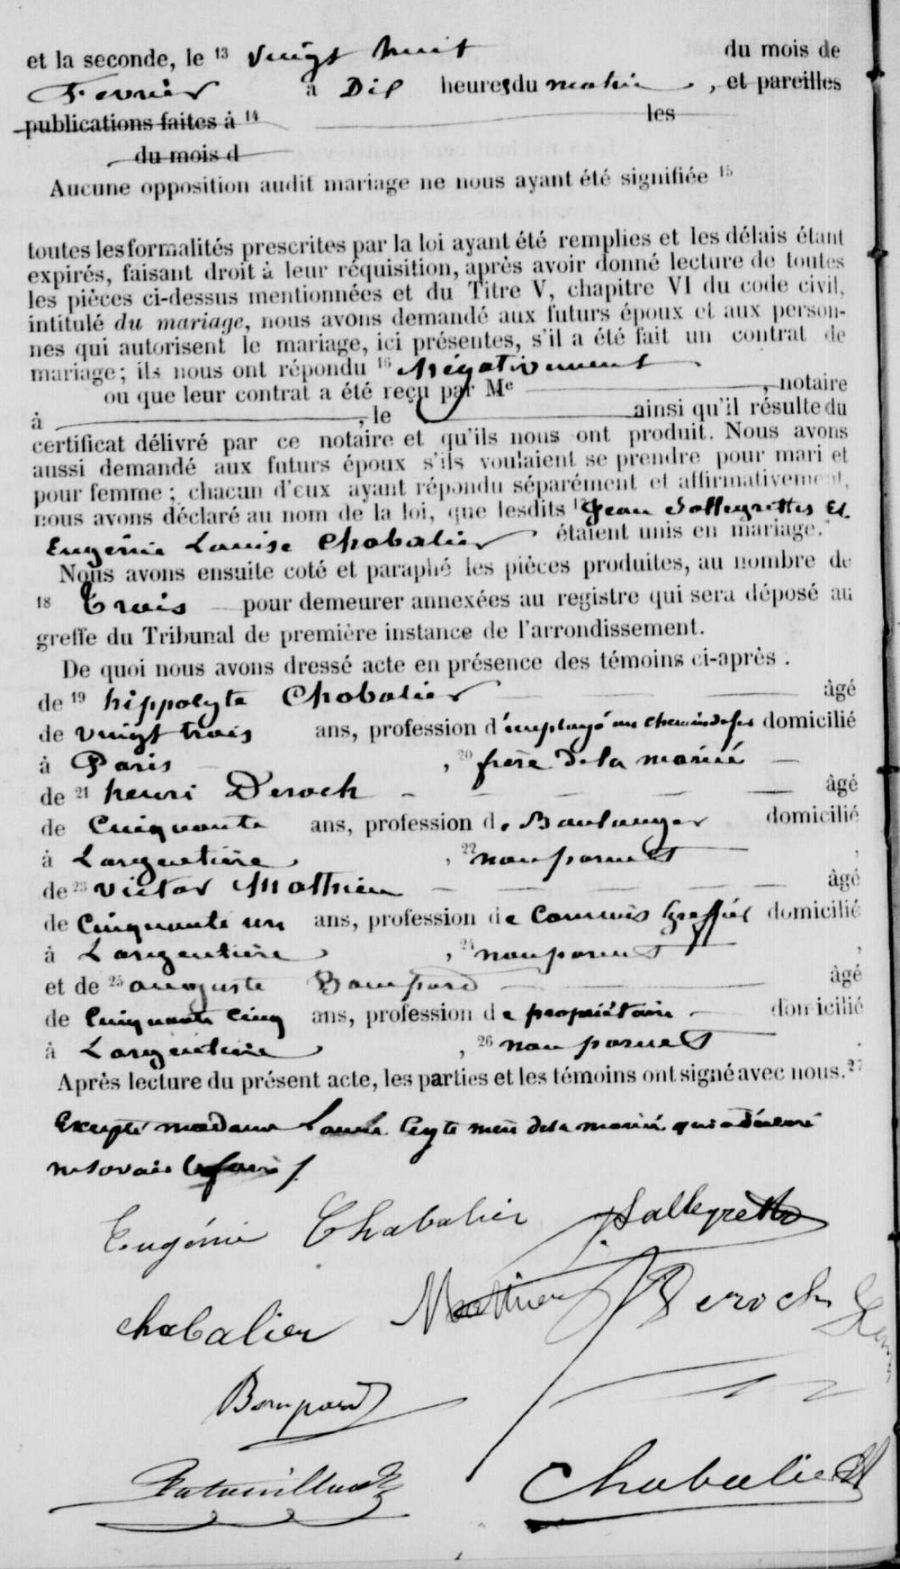 et la seconde, le 13 vingt huit du mois de
Fevrier à Dix heures du matin, et pareilles
publications faites à 14 les
du mois d
Aucune opposition audit mariage ne nous ayant été signifiée 15
toutes les formalités prescrites par la loi ayant été remplies et les délais étant
expirés, faisant droit à leur réquisition, après avoir donné lecture de toutes
les pièces ci-dessus mentionnées et du Titre V, chapitre VI du code civil,
intitulé du mariage, nous avons demandé aux futurs époux et aux person-
nes qui autorisent le mariage, ici présentes, s'il a été fait un contrat de
mariage; ils nous ont répondu 16 Négativement
ou que leur contrat a été reçu par Me , notaire
à , le ainsi qu'il résulte du
certificat délivré par ce notaire et qu'ils nous ont produit. Nous avons
aussi demandé aux futurs époux s'ils voulaient se prendre pour mari et
pour femme; chacun d'eux ayant répondu séparément et affirmativement,
nous avons déclaré au nom de la loi, que lesdits 17 Jean Sallegrettes et
Eugénie Louise Chabalier étaient unis en mariage.
Nous avons ensuite coté et paraphé les pièces produites, au nombre de
18 Trois pour demeurer annexées au registre qui sera déposé au
greffe du Tribunal de première instance de l'arrondissement.
De quoi nous avons dressé acte en présence des témoins ci-après.
de 19 hippolyte Chabalier âgé
de vingt trois ans, profession d'employé au chemin de fer domicilié
à Paris , 20 frère de la mariée
de 21 henri Deroch âgé
de Cinquante ans, profession de Boulanger domicilié
à Largentière , 22 non parent ,
de 23 victor Mathieu âgé
de Cinquante un ans, profession de Commis greffier domicilié
à Largentière , 24 non parent ,
et de 25 auguste Bompard âgé
de Cinquante cinq ans, profession de propriétaire domicilié
à Largentière , 26 non parent .
Après lecture du présent acte, les parties et les témoins ont signé avec nous. 27
Excepté madame mère de la mariée qui a déclaré
ne savoir le faire /.
Eugénie Chabalier Sallegrettes
Chabalier Mathieu Deroch
Bompard
Chabalier